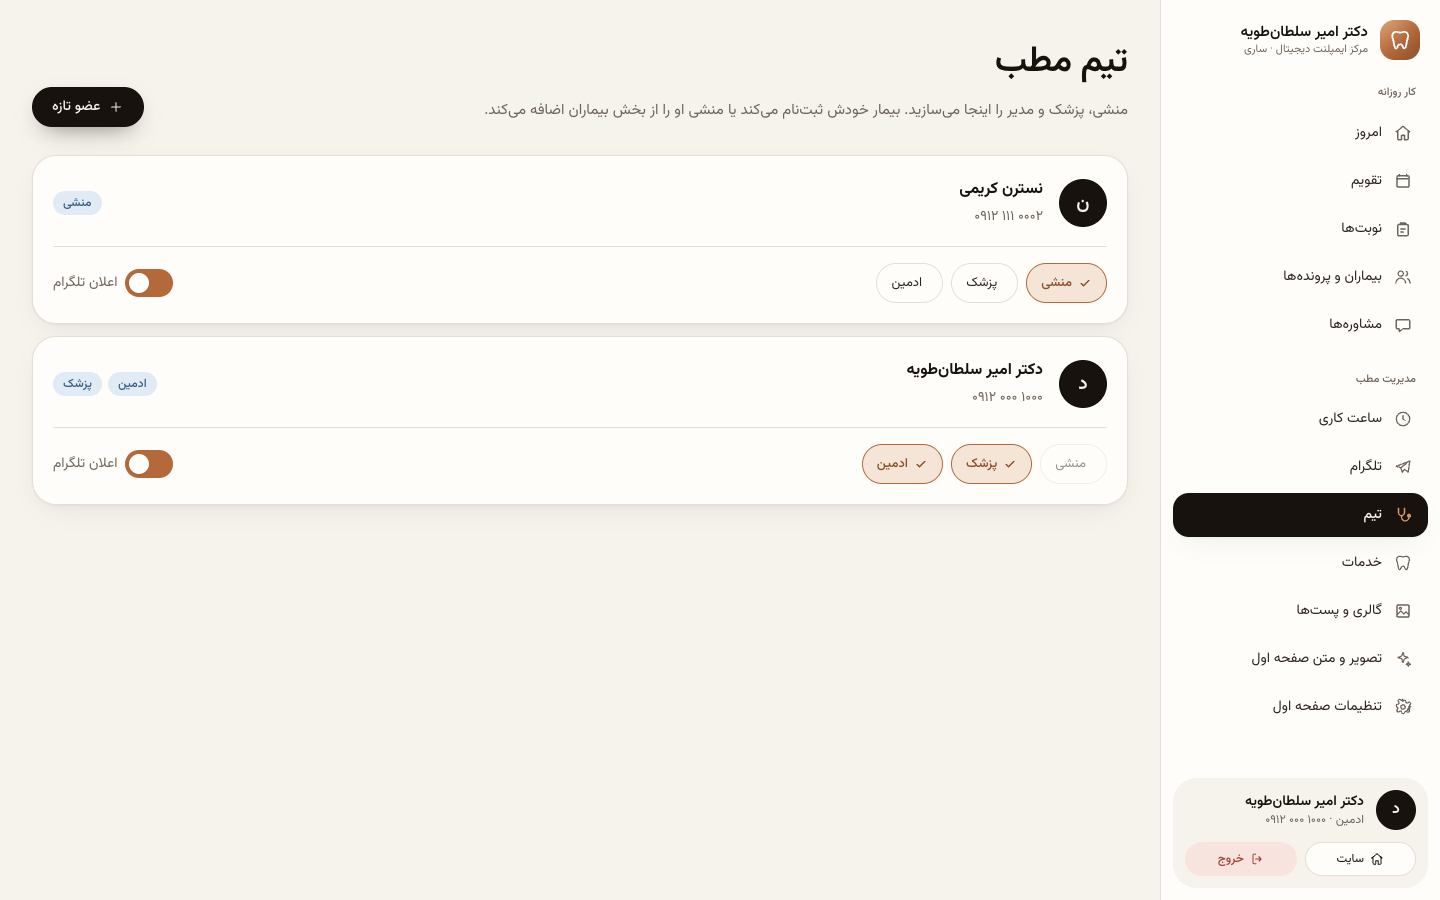 دکتر امیر سلطان‌طویه
مرکز ایمپلنت دیجیتال · ساری
کار روزانه
امروز
تقویم
نوبت‌ها
بیماران و پرونده‌ها
مشاوره‌ها
مدیریت مطب
ساعت کاری
تلگرام
تیم
خدمات
گالری و پست‌ها
تصویر و متن صفحه اول
تنظیمات صفحه اول
د
دکتر امیر سلطان‌طویه
ادمین · ۰۹۱۲ ۰۰۰ ۱۰۰۰
سایت
خروج
تیم مطب
منشی، پزشک و مدیر را اینجا می‌سازید. بیمار خودش ثبت‌نام می‌کند یا منشی او را از بخش بیماران اضافه می‌کند.
عضو تازه
ن
نسترن کریمی
۰۹۱۲ ۱۱۱ ۰۰۰۲
منشی
منشی پزشک ادمین
اعلان تلگرام
د
دکتر امیر سلطان‌طویه
۰۹۱۲ ۰۰۰ ۱۰۰۰
ادمین پزشک
منشی پزشک ادمین
اعلان تلگرام